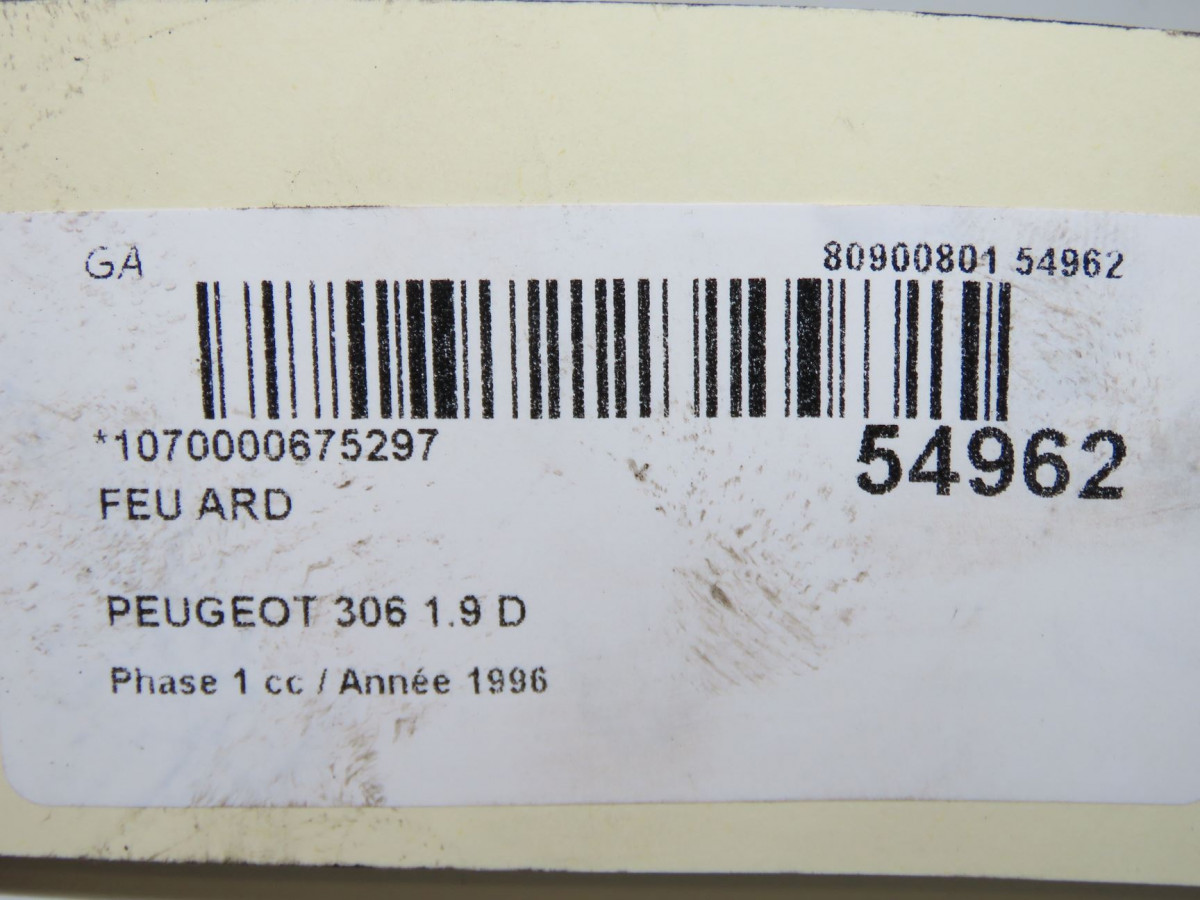 GA
80900801 54962
*1070000675297
54962
FEU ARD
PEUGEOT 306 1.9 D
Phase 1 cc / Année 1996